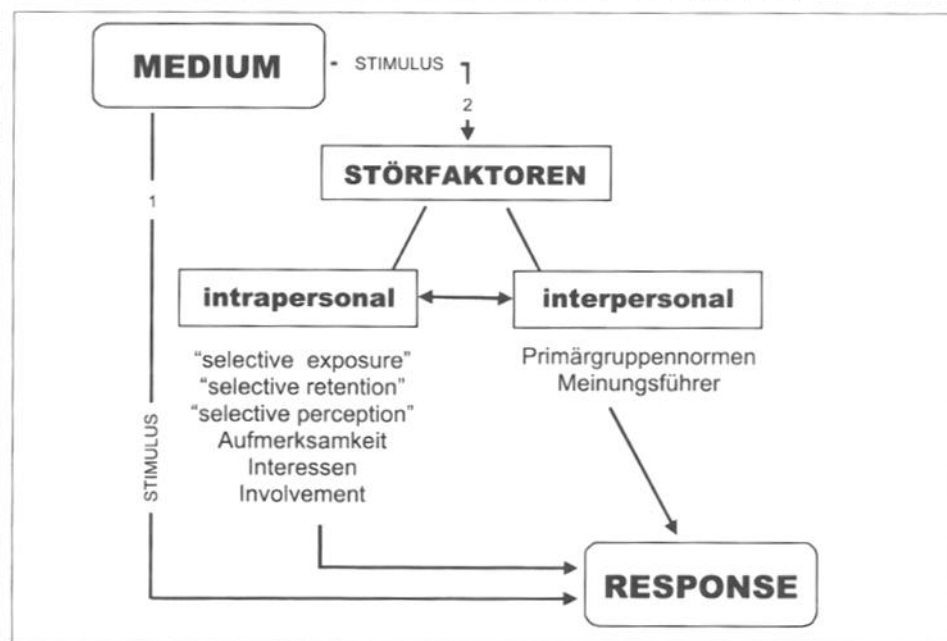 MEDIUM
STIMULUS
2
STÖRFAKTOREN
1
intrapersonal
interpersonal
“selective exposure”
“selective retention”
“selective perception”
Aufmerksamkeit
Interessen
Involvement
Primärgruppennormen
Meinungsführer
STIMULUS
RESPONSE